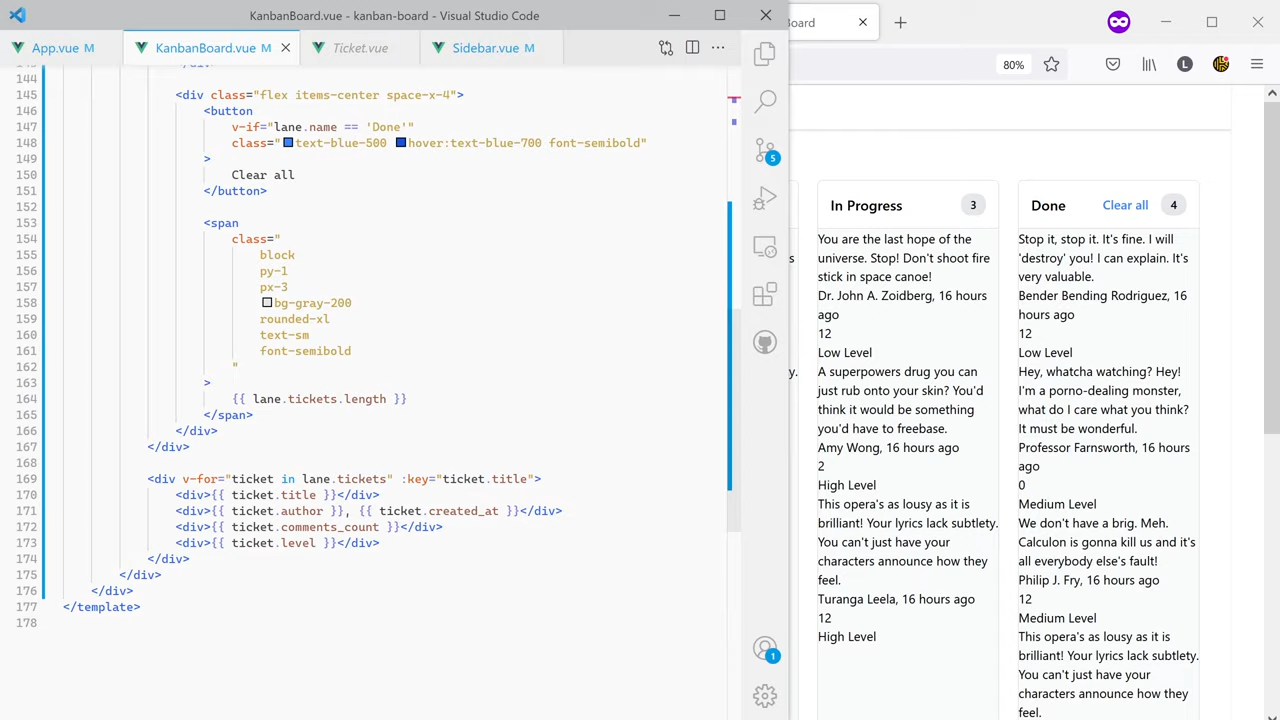 KanbanBoard.vue - kanban-board - Visual Studio Code
App.vue M
KanbanBoard.vue M
Ticket.vue
Sidebar.vue M
144
145 <div class="flex items-center space-x-4">
146 <button
147 v-if="lane.name == 'Done'"
148 class="text-blue-500 hover:text-blue-700 font-semibold"
149 >
150 Clear all
151 </button>
152
153 <span
154 class="
155 block
156 py-1
157 px-3
158 bg-gray-200
159 rounded-xl
160 text-sm
161 font-semibold
162 "
163 >
164 {{ lane.tickets.length }}
165 </span>
166 </div>
167 </div>
168
169 <div v-for="ticket in lane.tickets" :key="ticket.title">
170 <div>{{ ticket.title }}</div>
171 <div>{{ ticket.author }}, {{ ticket.created_at }}</div>
172 <div>{{ ticket.comments_count }}</div>
173 <div>{{ ticket.level }}</div>
174 </div>
175 </div>
176 </div>
177 </template>
178
5
1
Board
80%
L
s
y.
In Progress 3
You are the last hope of the
universe. Stop! Don't shoot fire
stick in space canoe!
Dr. John A. Zoidberg, 16 hours
ago
12
Low Level
A superpowers drug you can
just rub onto your skin? You'd
think it would be something
you'd have to freebase.
Amy Wong, 16 hours ago
2
High Level
This opera's as lousy as it is
brilliant! Your lyrics lack subtlety.
You can't just have your
characters announce how they
feel.
Turanga Leela, 16 hours ago
12
High Level
Done Clear all 4
Stop it, stop it. It's fine. I will
'destroy' you! I can explain. It's
very valuable.
Bender Bending Rodriguez, 16
hours ago
12
Low Level
Hey, whatcha watching? Hey!
I'm a porno-dealing monster,
what do I care what you think?
It must be wonderful.
Professor Farnsworth, 16 hours
ago
0
Medium Level
We don't have a brig. Meh.
Calculon is gonna kill us and it's
all everybody else's fault!
Philip J. Fry, 16 hours ago
12
Medium Level
This opera's as lousy as it is
brilliant! Your lyrics lack subtlety.
You can't just have your
characters announce how they
feel.